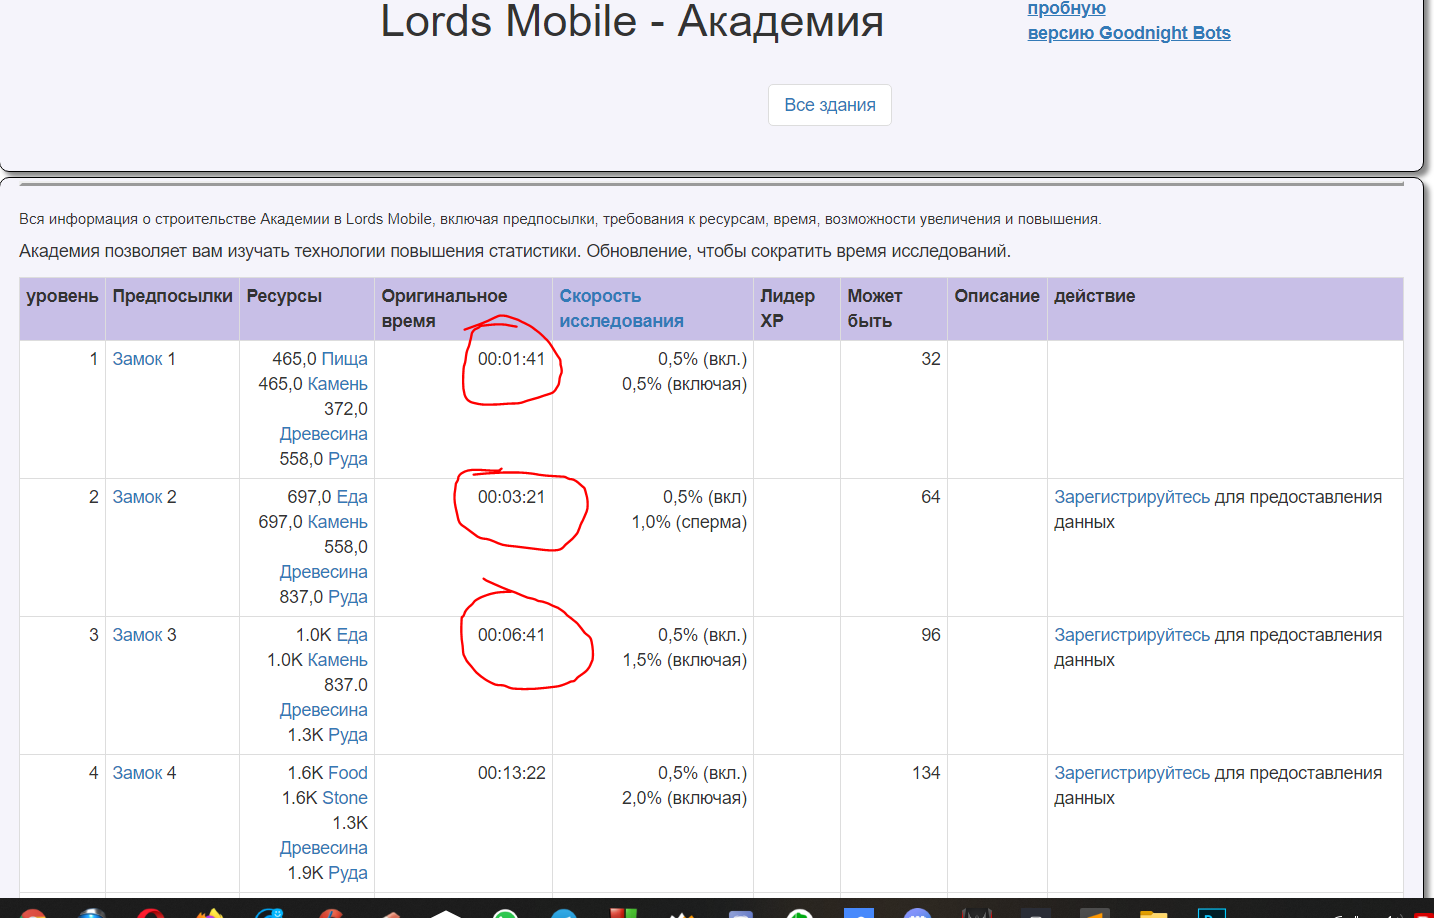 Lords Mobile - Академия
пробную
версию Goodnight Bots
Все здания
Вся информация о строительстве Академии в Lords Mobile, включая предпосылки, требования к ресурсам, время, возможности увеличения и повышения.
Академия позволяет вам изучать технологии повышения статистики. Обновление, чтобы сократить время исследований.
уровень Предпосылки Ресурсы Оригинальное Скорость Лидер Может Описание действие
время исследования XP быть
1 Замок 1 465,0 Пища 00:01:41 0,5% (вкл.) 32
465,0 Камень 0,5% (включая)
372,0
Древесина
558,0 Руда
2 Замок 2 697,0 Еда 00:03:21 0,5% (вкл) 64 Зарегистрируйтесь для предоставления
697,0 Камень 1,0% (сперма) данных
558,0
Древесина
837,0 Руда
3 Замок 3 1.0K Еда 00:06:41 0,5% (вкл.) 96 Зарегистрируйтесь для предоставления
1.0K Камень 1,5% (включая) данных
837.0
Древесина
1.3K Руда
4 Замок 4 1.6K Food 00:13:22 0,5% (вкл.) 134 Зарегистрируйтесь для предоставления
1.6K Stone 2,0% (включая) данных
1.3K
Древесина
1.9K Руда